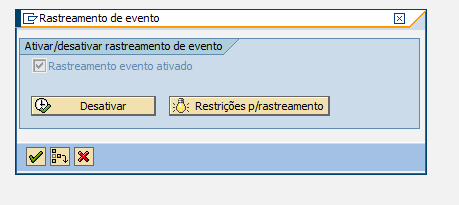 Rastreamento de evento
Ativar/desativar rastreamento de evento
Rastreamento evento ativado
Desativar
Restrições p/rastreamento